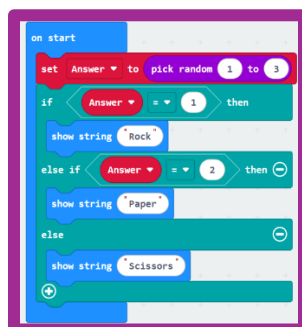 on start
set Answer to pick random 1 to 3
if Answer = 1 then
show string "Rock"
else if Answer = 2 then
show string "Paper"
else
show string "Scissors"